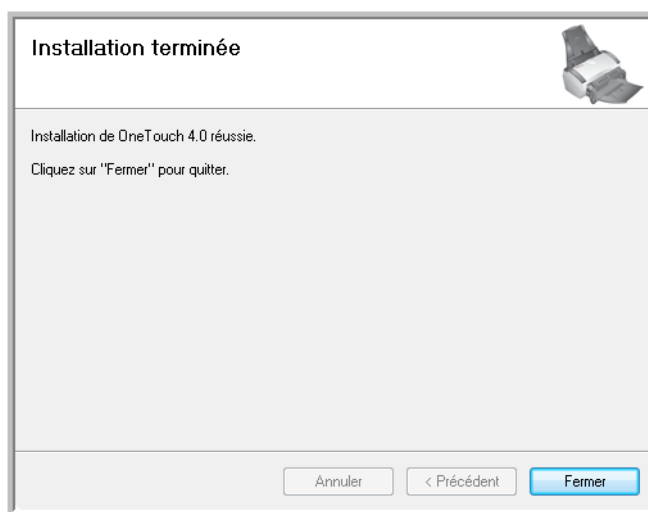 Installation terminée
Installation de OneTouch 4.0 réussie.
Cliquez sur "Fermer" pour quitter.
Annuler
< Précédent
Fermer